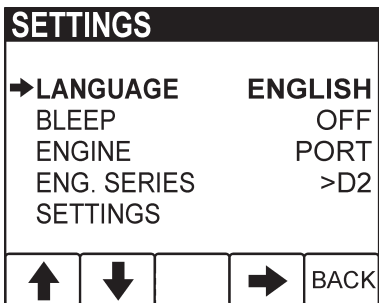 SETTINGS
LANGUAGE ENGLISH
BLEEP OFF
ENGINE PORT
ENG. SERIES >D2
SETTINGS
BACK